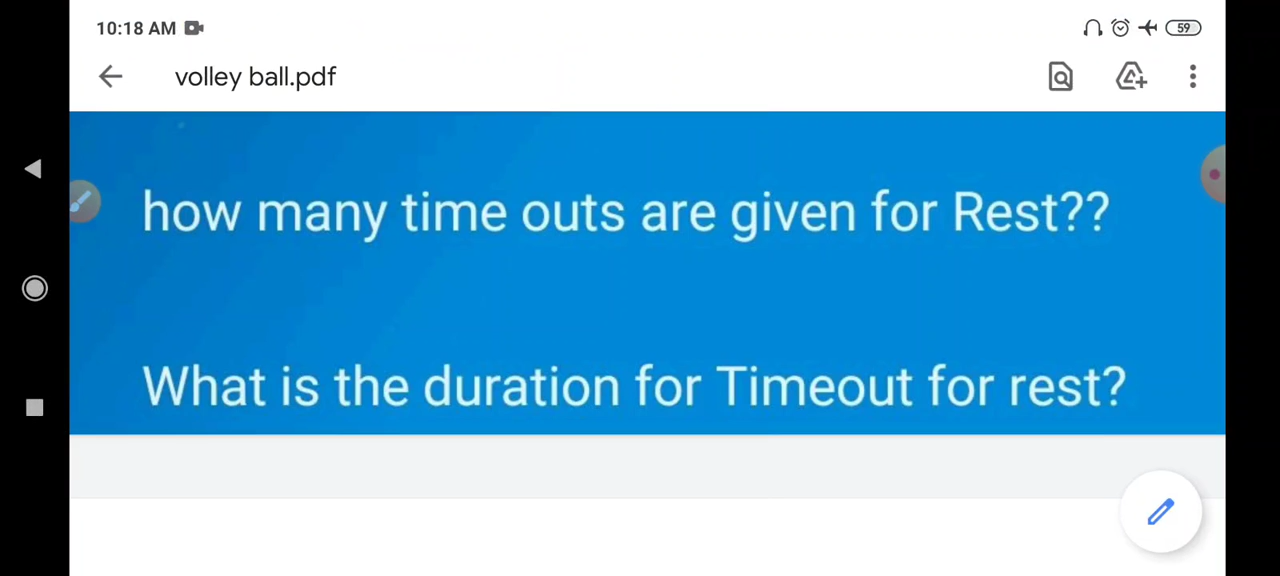 10:18 AM
59
volley ball.pdf
how many time outs are given for Rest??
What is the duration for Timeout for rest?